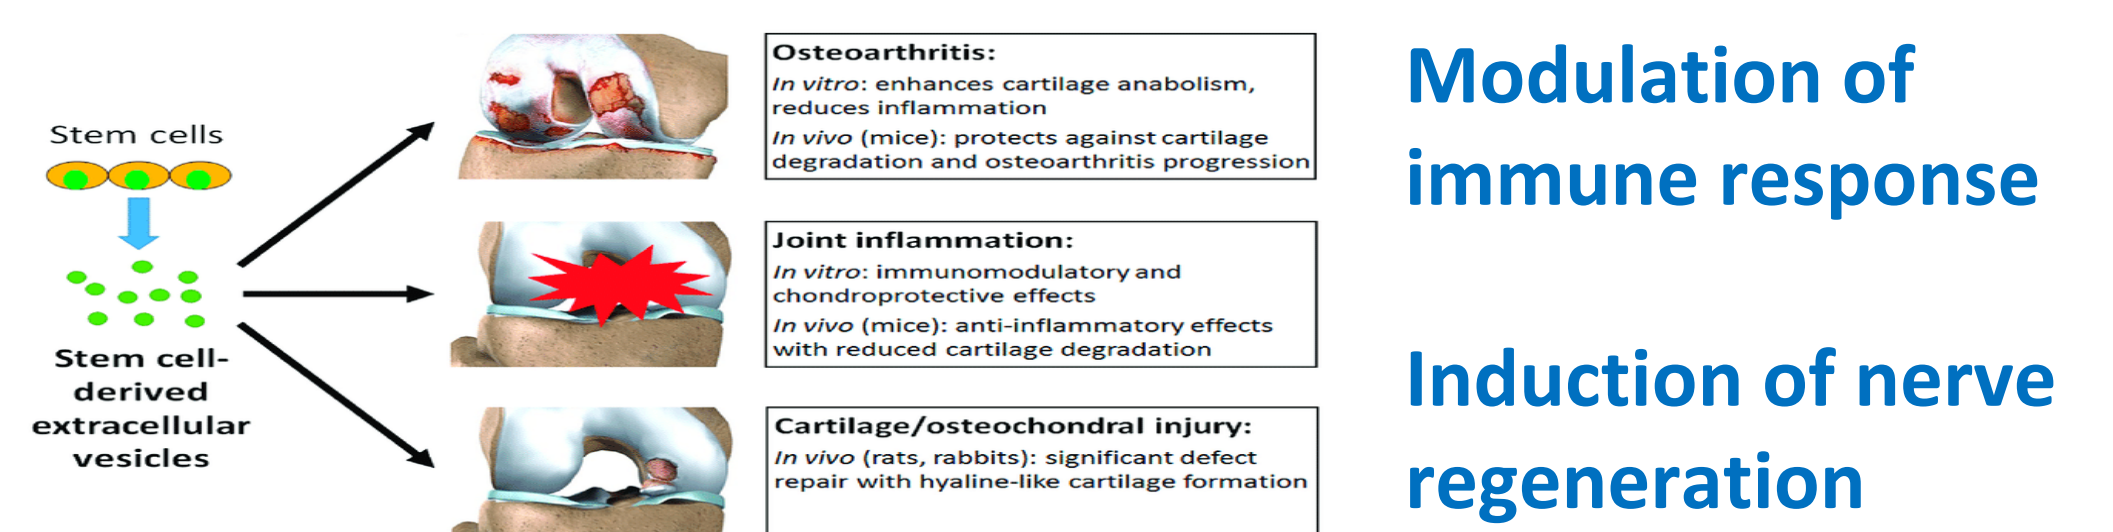 Stem cells
Stem cell-
derived
extracellular
vesicles
Osteoarthritis:
In vitro: enhances cartilage anabolism,
reduces inflammation
In vivo (mice): protects against cartilage
degradation and osteoarthritis progression
Joint inflammation:
In vitro: immunomodulatory and
chondroprotective effects
In vivo (mice): anti-inflammatory effects
with reduced cartilage degradation
Cartilage/osteochondral injury:
In vivo (rats, rabbits): significant defect
repair with hyaline-like cartilage formation
Modulation of
immune response
Induction of nerve
regeneration